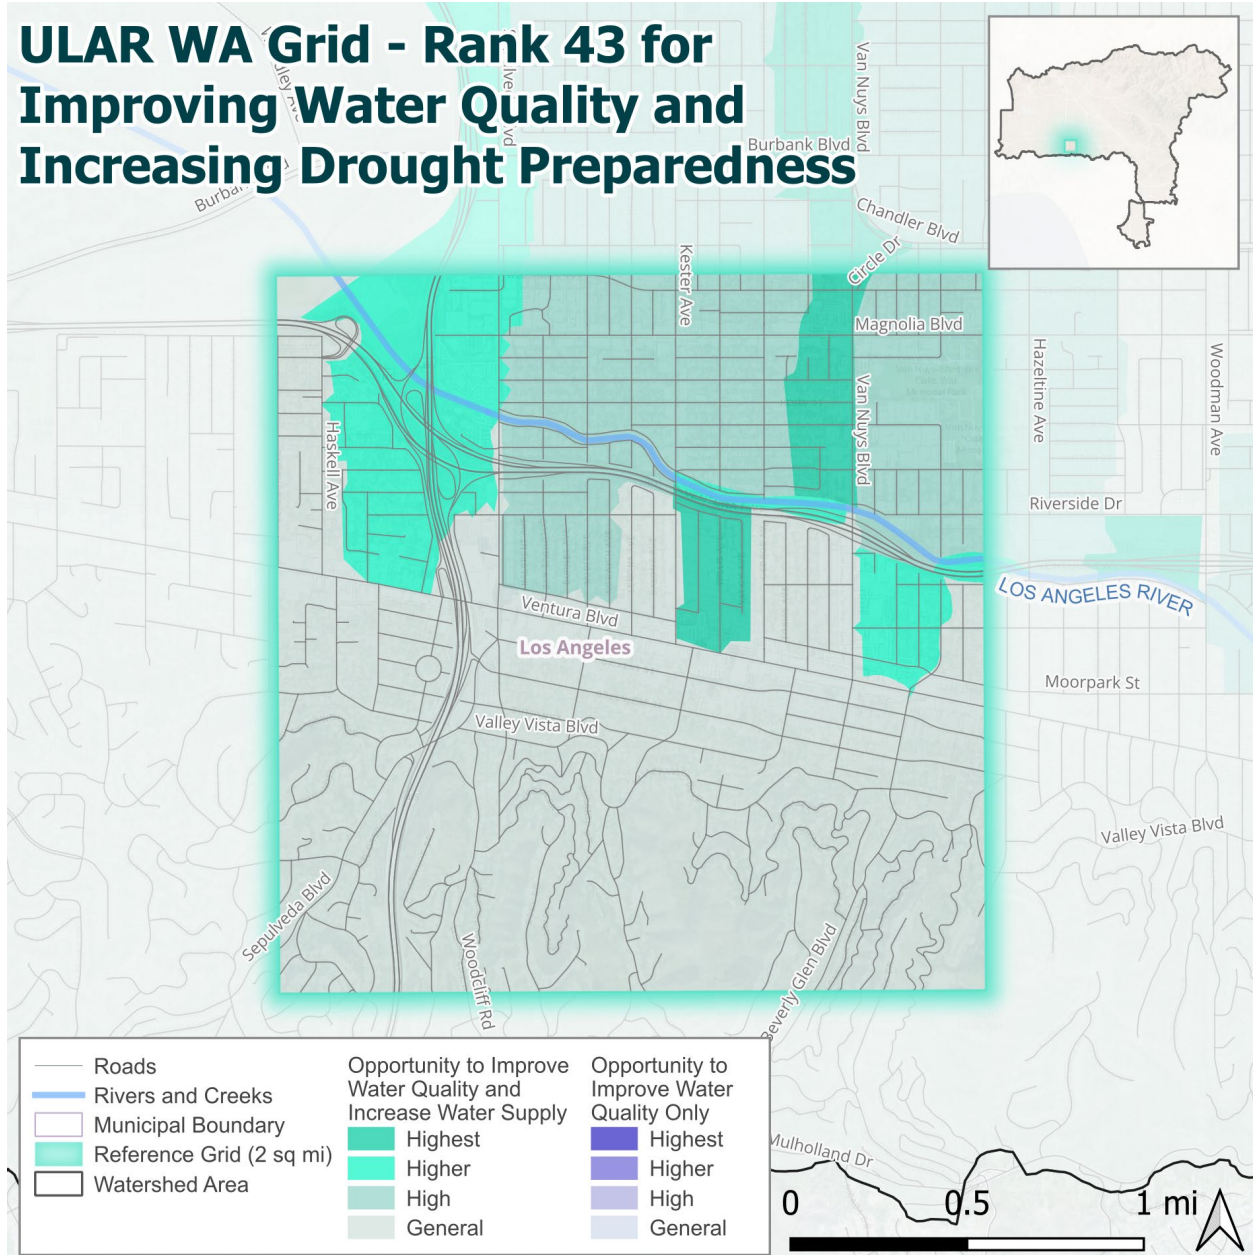 ULAR WA Grid - Rank 43 for
Improving Water Quality and
Increasing Drought Preparedness
Van Nuys Blvd
Burbank Blvd
Chandler Blvd
Circle Dr
Kester Ave
Magnolia Blvd
Hazeltine Ave
Woodman Ave
Van Nuys Blvd
Haskell Ave
Riverside Dr
LOS ANGELES RIVER
Ventura Blvd
Los Angeles
Moorpark St
Valley Vista Blvd
Valley Vista Blvd
Sepulveda Blvd
Woodcliff Rd
Beverly Glen Blvd
Mulholland Dr
Roads
Rivers and Creeks
Municipal Boundary
Reference Grid (2 sq mi)
Watershed Area
Opportunity to Improve
Water Quality and
Increase Water Supply
Highest
Higher
High
General
Opportunity to
Improve Water
Quality Only
Highest
Higher
High
General
0 0.5 1 mi